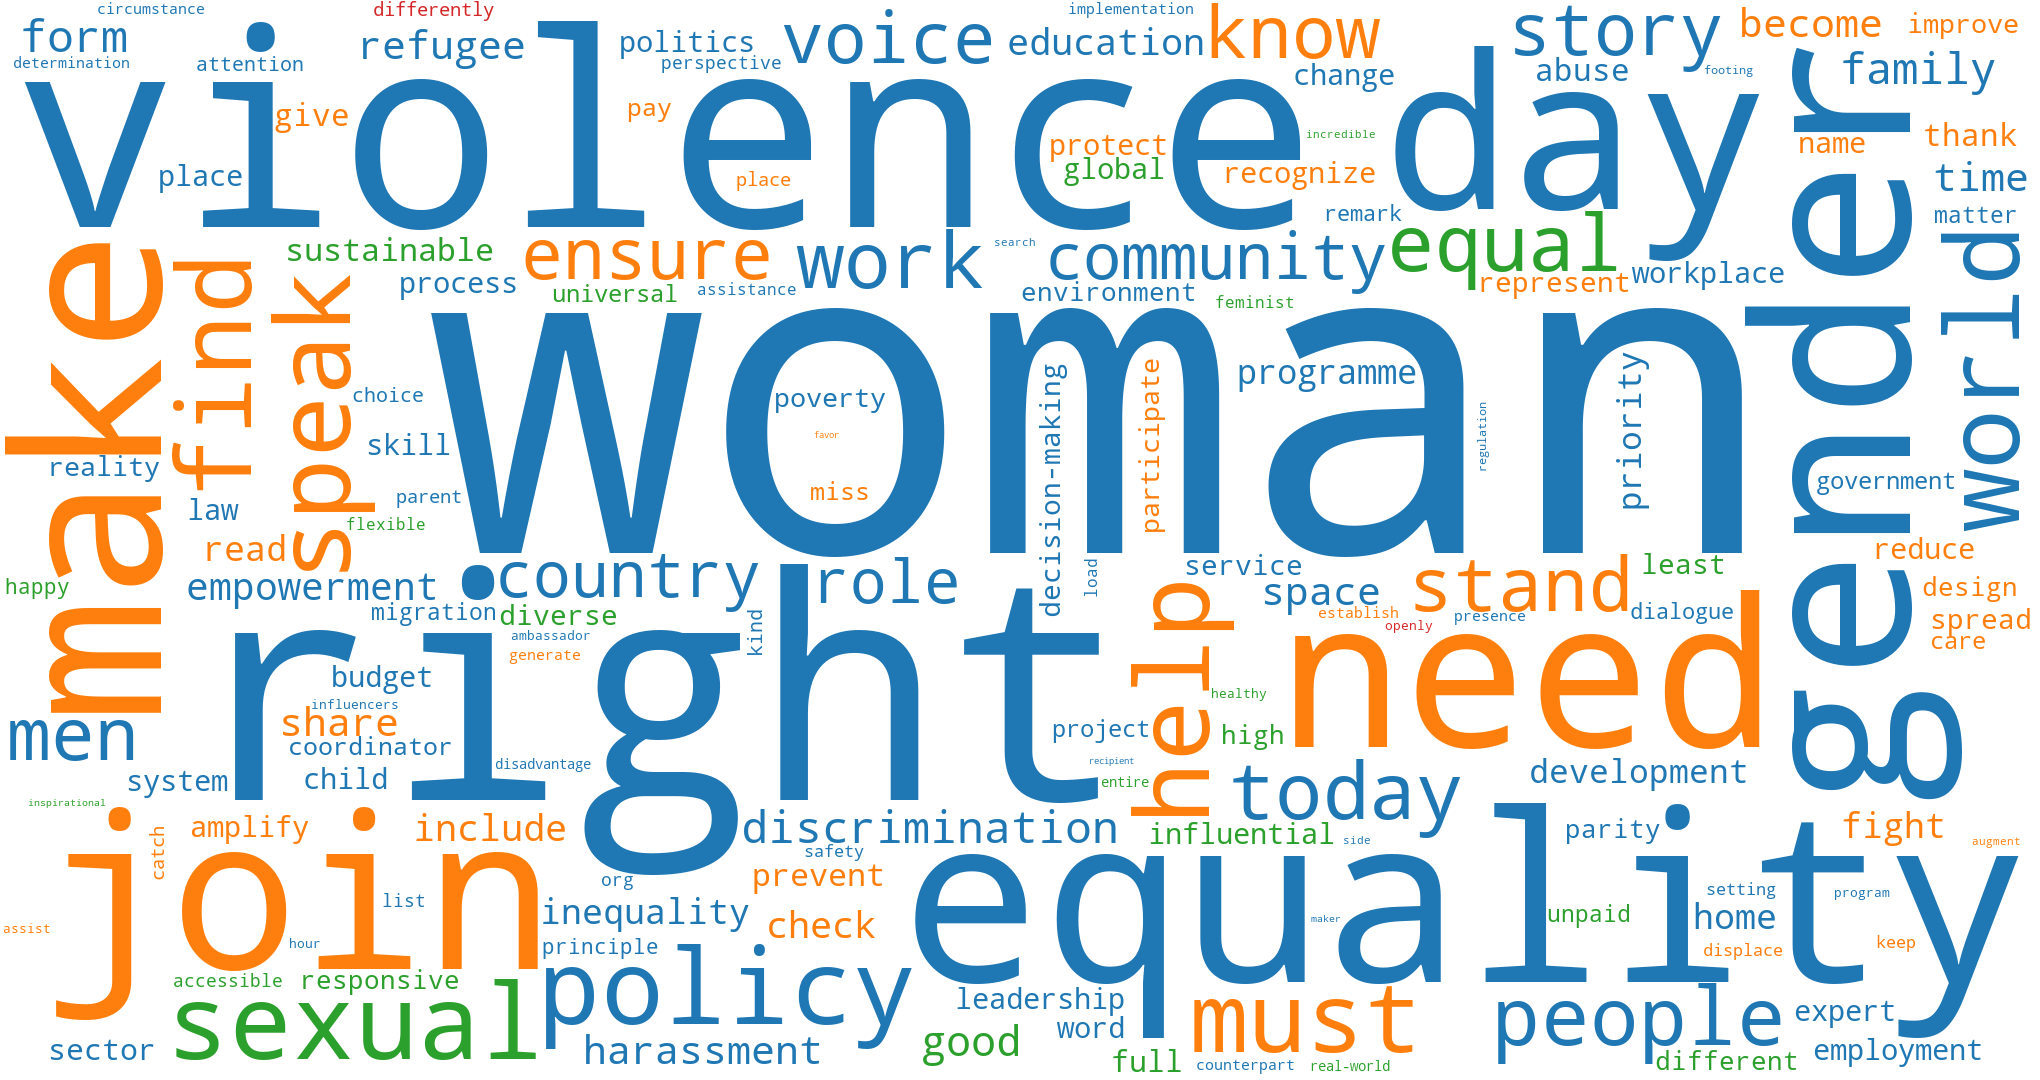 circumstance
differently
implementation
form
refugee
politics
voice
education
know
story
become
improve
determination
attention
perspective
change
abuse
footing
family
violence
day
give
pay
protect
incredible
name
thank
place
place
global
recognize
time
remark
matter
sustainable
ensure
work
search
community
equal
process
universal
assistance
environment
feminist
represent
workplace
make
find
speak
woman
gender
world
choice
poverty
programme
priority
decision-making
participate
regulation
skill
favor
reality
parent
miss
government
law
flexible
read
reduce
happy
empowerment
country
role
load
service
space
stand
least
design
migration
diverse
establish
dialogue
spread
kind
ambassador
openly
presence
care
generate
right
help
need
budget
influencers
healthy
men
share
project
high
coordinator
disadvantage
recipient
system
child
entire
today
development
inspirational
join
amplify
include
discrimination
influential
parity
fight
catch
safety
side
augment
equality
org
prevent
list
setting
program
inequality
check
maker
unpaid
home
assist
hour
principle
displace
keep
accessible
responsive
sexual
policy
leadership
must
people
expert
sector
harassment
good
word
full
counterpart
real-world
different
employment